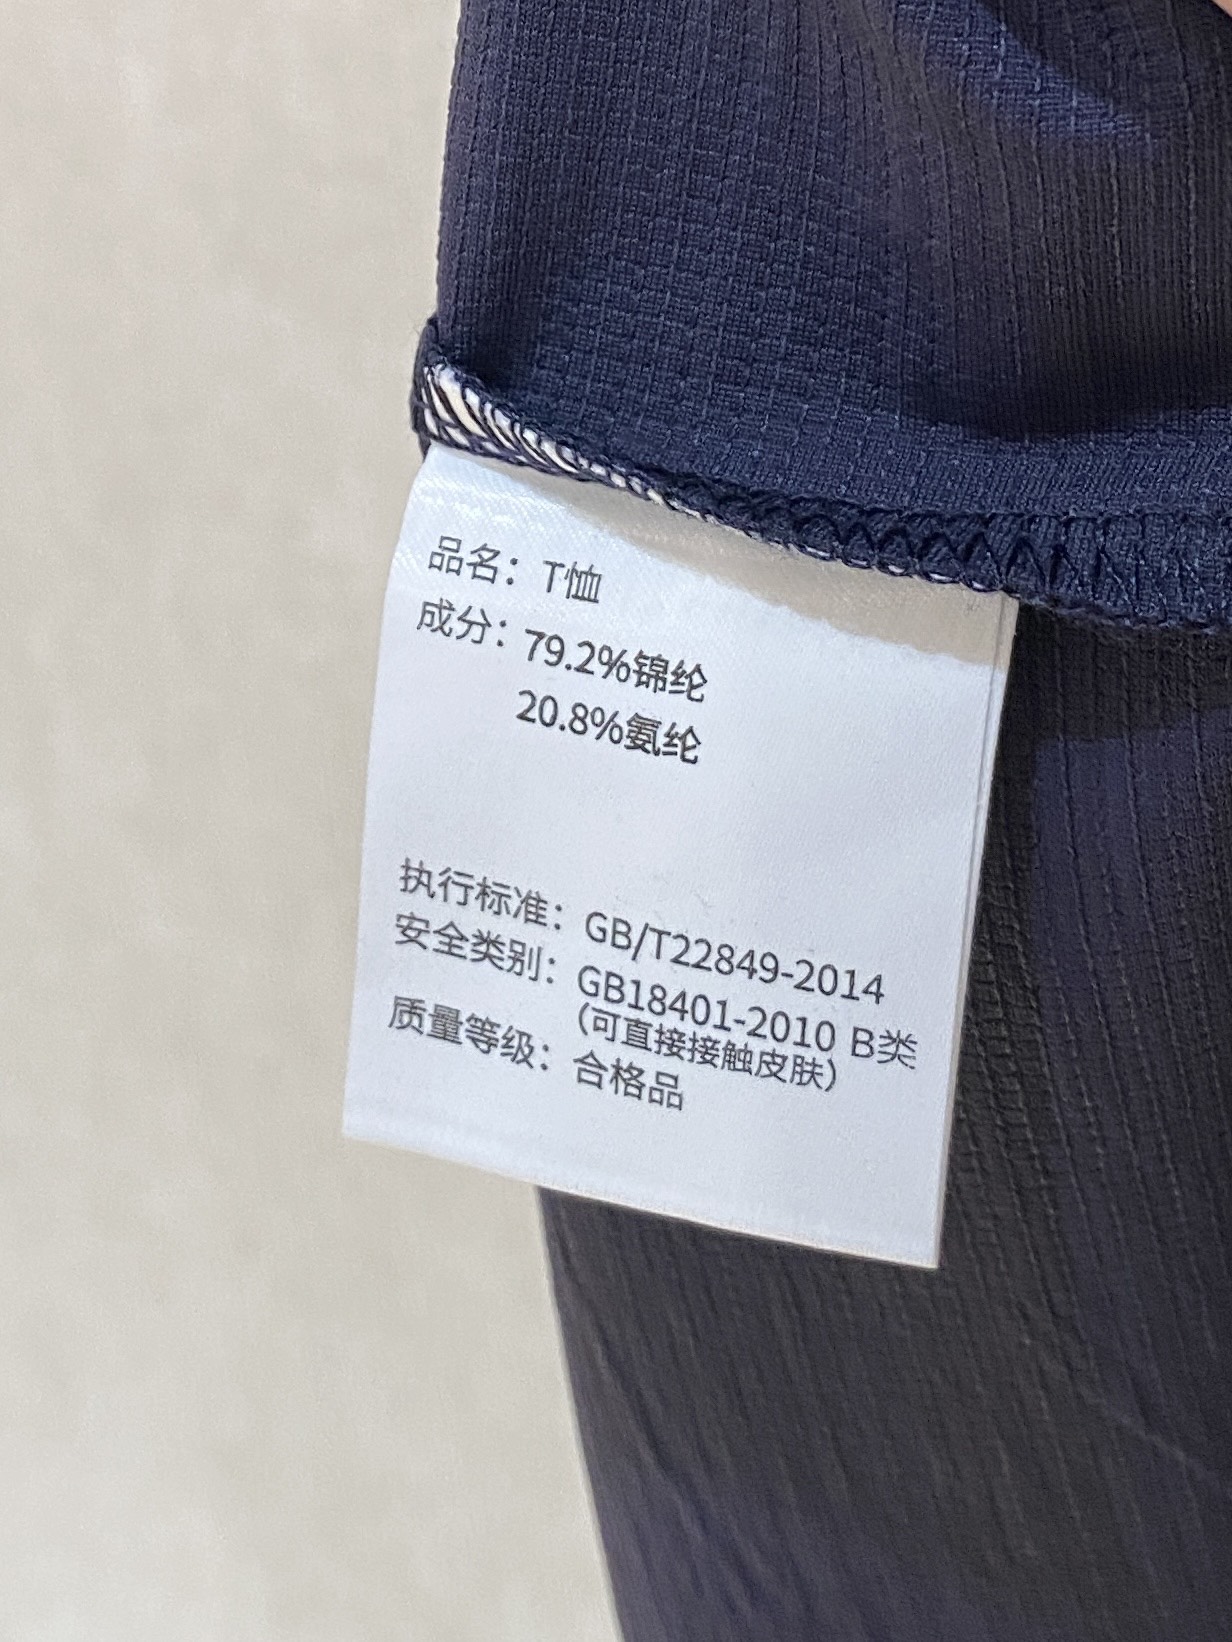 品名：T恤
成分：79.2%锦纶
20.8%氨纶
执行标准：GB/T22849-2014
安全类别：GB18401-2010 B类
（可直接接触皮肤）
质量等级：合格品